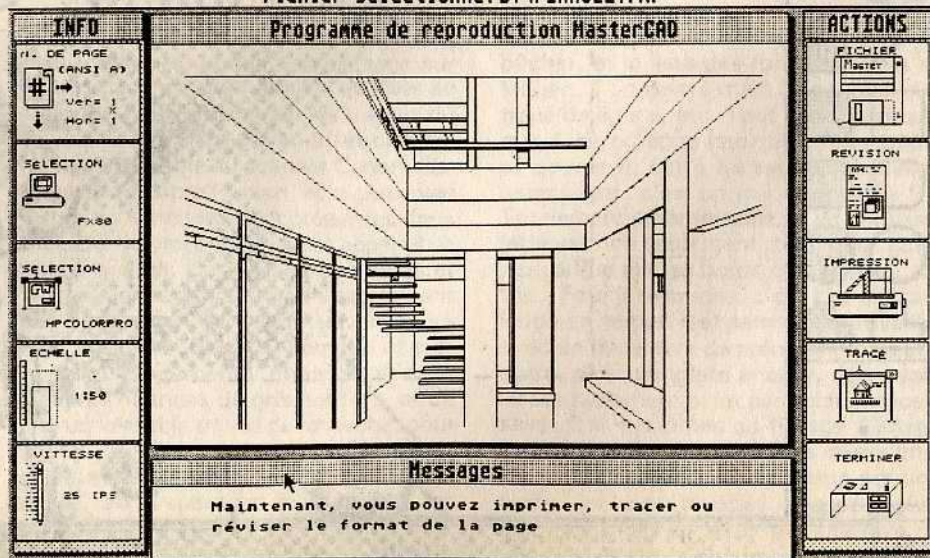 INFO
Programme de reproduction MasterCAD
ACTIONS
N. DE PAGE
(ANSI A)
#
Ver= 1
x
Hor= 1
SELECTION
FX80
SELECTION
HPCOLORPRO
ECHELLE
1:50
VITTESSE
25 IPS
FICHIER
Master
REVISION
IMPRESSION
TRACE
TERMINER
Messages
Maintenant, vous pouvez imprimer, tracer ou
réviser le format de la page